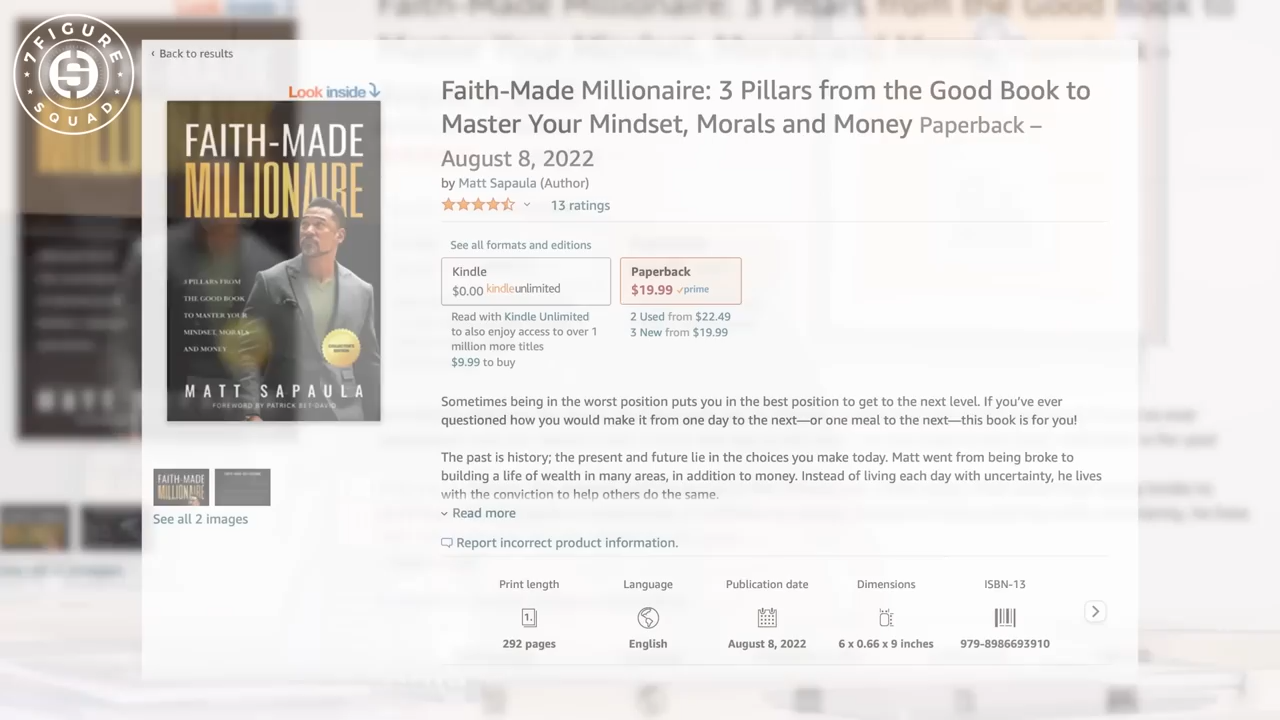 7 FIGURE
SQUAD
‹ Back to results
Look inside
FAITH-MADE
MILLIONAIRE
3 PILLARS FROM
THE GOOD BOOK
TO MASTER YOUR
MINDSET, MORALS
AND MONEY
COLLECTOR'S
EDITION
MATT SAPAULA
FOREWORD BY PATRICK BET-DAVID
FAITH-MADE
MILLIONAIRE
See all 2 images
Faith-Made Millionaire: 3 Pillars from the Good Book to
Master Your Mindset, Morals and Money Paperback –
August 8, 2022
by Matt Sapaula (Author)
13 ratings
See all formats and editions
Kindle
$0.00 kindleunlimited
Read with Kindle Unlimited
to also enjoy access to over 1
million more titles
$9.99 to buy
Paperback
$19.99 prime
2 Used from $22.49
3 New from $19.99
Sometimes being in the worst position puts you in the best position to get to the next level. If you've ever
questioned how you would make it from one day to the next—or one meal to the next—this book is for you!
The past is history; the present and future lie in the choices you make today. Matt went from being broke to
building a life of wealth in many areas, in addition to money. Instead of living each day with uncertainty, he lives
with the conviction to help others do the same.
Read more
Report incorrect product information.
Print length
1.
292 pages
Language
English
Publication date
August 8, 2022
Dimensions
6 x 0.66 x 9 inches
ISBN-13
979-8986693910